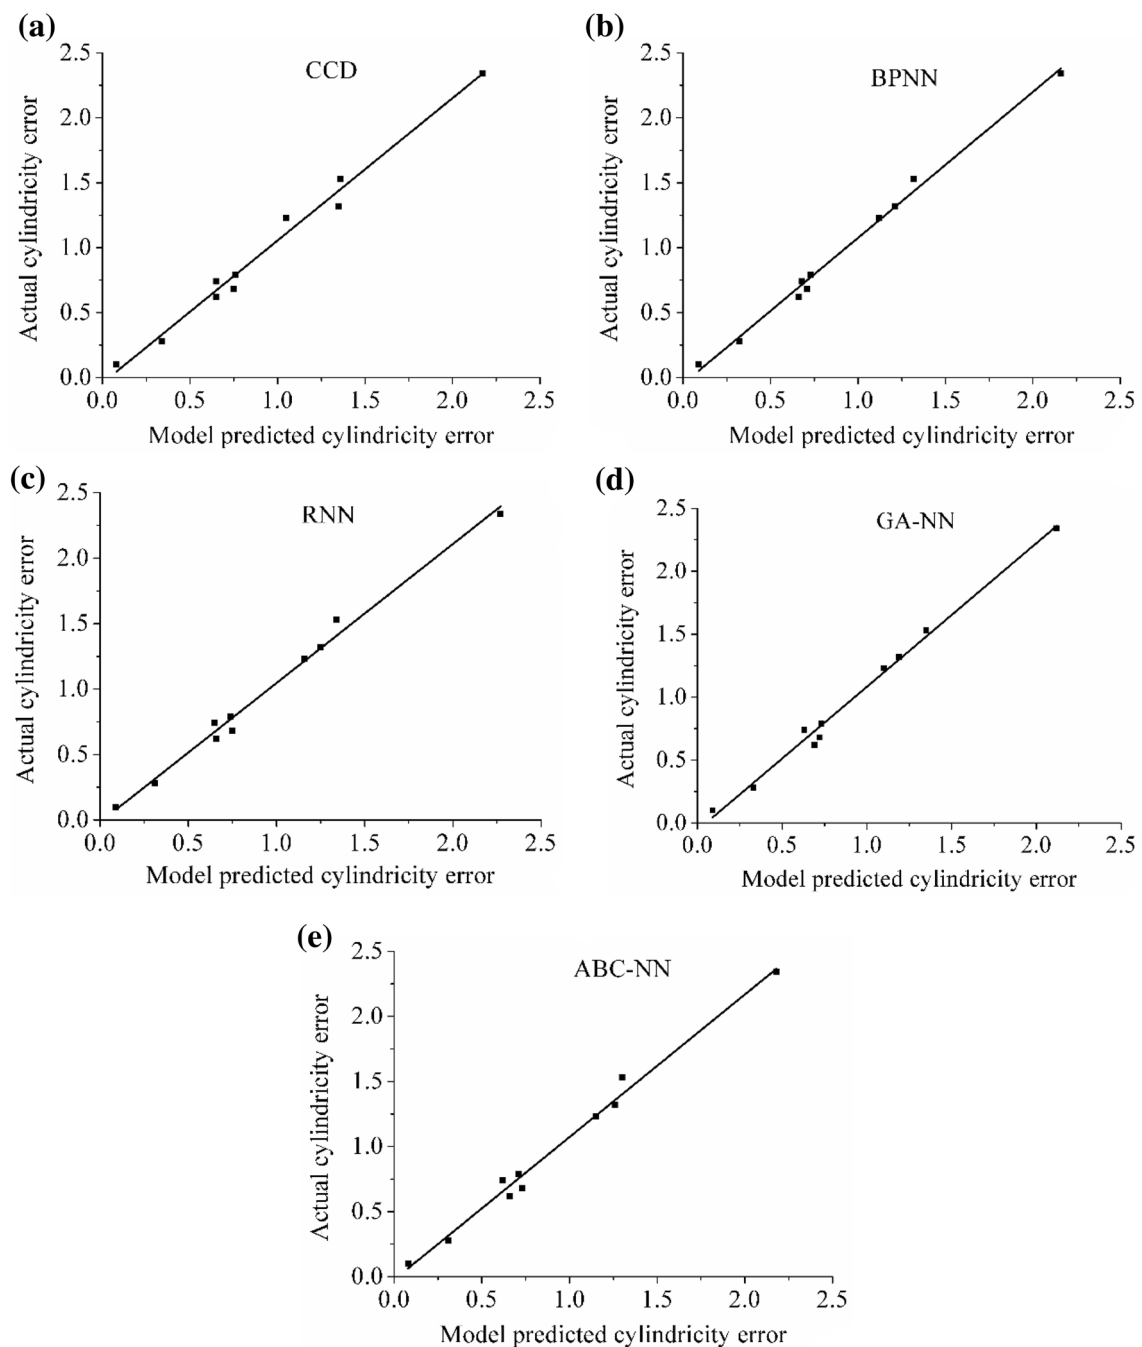 (a)
CCD
Actual cylindricity error
2.5
2.0
1.5
1.0
0.5
0.0
0.0 0.5 1.0 1.5 2.0 2.5
Model predicted cylindricity error
(b)
BPNN
Actual cylindricity error
2.5
2.0
1.5
1.0
0.5
0.0
0.0 0.5 1.0 1.5 2.0 2.5
Model predicted cylindricity error
(c)
RNN
Actual cylindricity error
2.5
2.0
1.5
1.0
0.5
0.0
0.0 0.5 1.0 1.5 2.0 2.5
Model predicted cylindricity error
(d)
GA-NN
Actual cylindricity error
2.5
2.0
1.5
1.0
0.5
0.0
0.0 0.5 1.0 1.5 2.0 2.5
Model predicted cylindricity error
(e)
ABC-NN
Actual cylindricity error
2.5
2.0
1.5
1.0
0.5
0.0
0.0 0.5 1.0 1.5 2.0 2.5
Model predicted cylindricity error